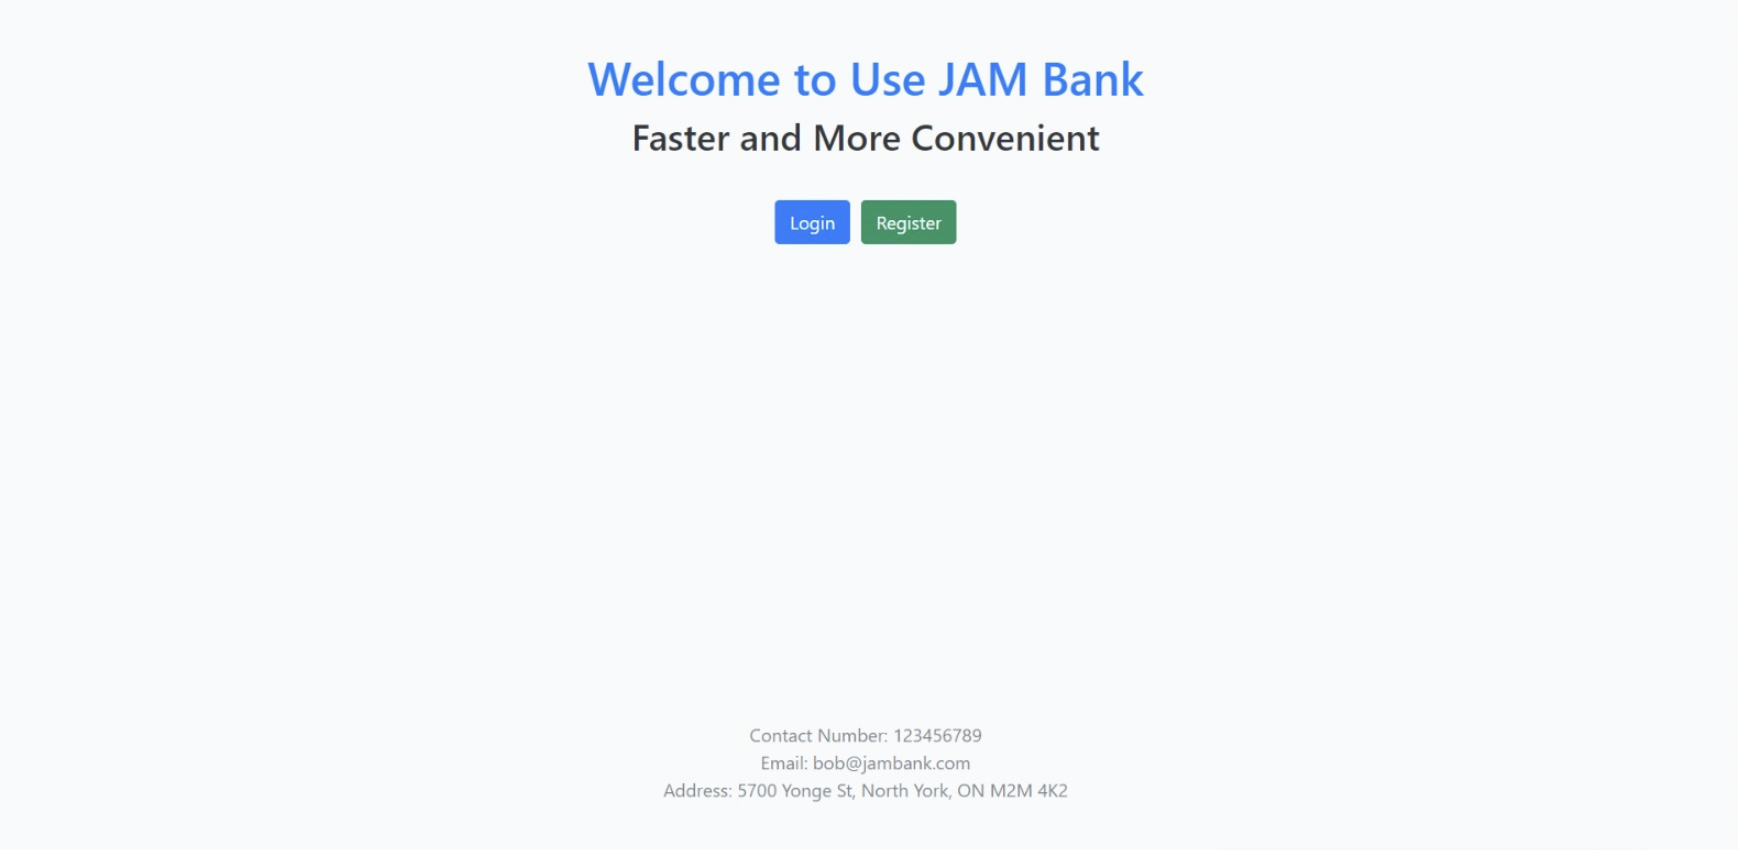 Welcome to Use JAM Bank
Faster and More Convenient
Login Register
Contact Number: 123456789
Email: bob@jambank.com
Address: 5700 Yonge St, North York, ON M2M 4K2